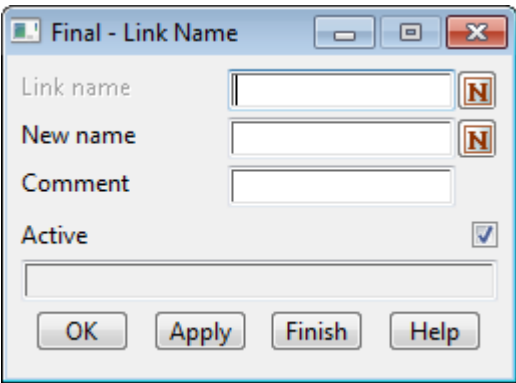 Final - Link Name
Link name N
New name N
Comment
Active
OK Apply Finish Help